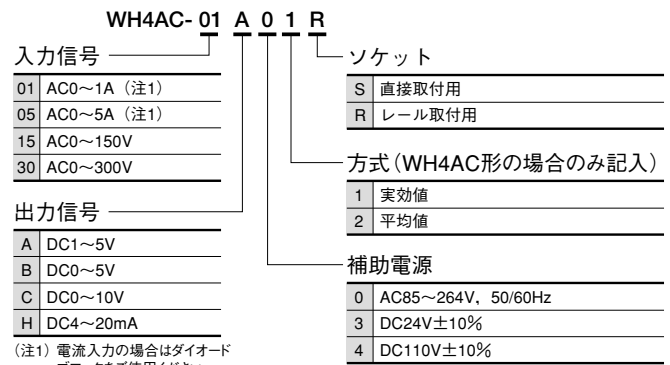 WH4AC- 01 A 0 1 R
入力信号
01 AC0～1A（注1）
05 AC0～5A（注1）
15 AC0～150V
30 AC0～300V
出力信号
A DC1～5V
B DC0～5V
C DC0～10V
H DC4～20mA
（注1）電流入力の場合はダイオード
ソケット
S 直接取付用
R レール取付用
方式（WH4AC形の場合のみ記入）
1 実効値
2 平均値
補助電源
0 AC85～264V，50/60Hz
3 DC24V±10％
4 DC110V±10％